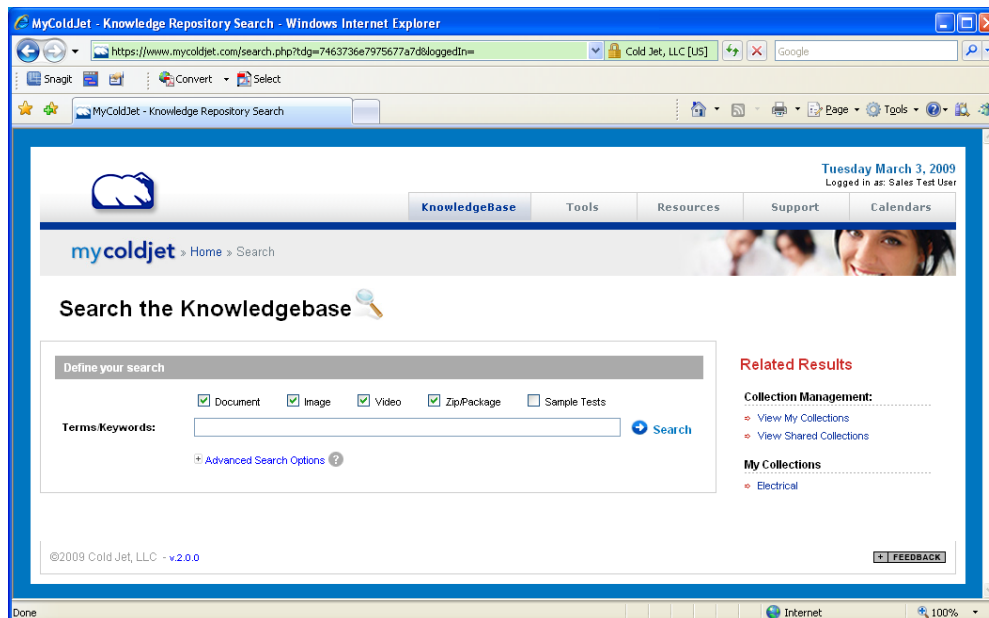 MyColdJet - Knowledge Repository Search - Windows Internet Explorer
https://www.mycoldjet.com/search.php?tdg=7463736e7975677a7d8&loggedIn=
Cold Jet, LLC [US]
Google
Snagit
Convert
Select
MyColdJet - Knowledge Repository Search
Page
Tools
Tuesday March 3, 2009
Logged in as: Sales Test User
KnowledgeBase
Tools
Resources
Support
Calendars
mycoldjet » Home » Search
Search the Knowledgebase
Define your search
Document
Image
Video
Zip/Package
Sample Tests
Terms/Keywords:
Search
+ Advanced Search Options ?
Related Results
Collection Management:
View My Collections
View Shared Collections
My Collections
Electrical
©2009 Cold Jet, LLC - v.2.0.0
+ FEEDBACK
Done
Internet
100%